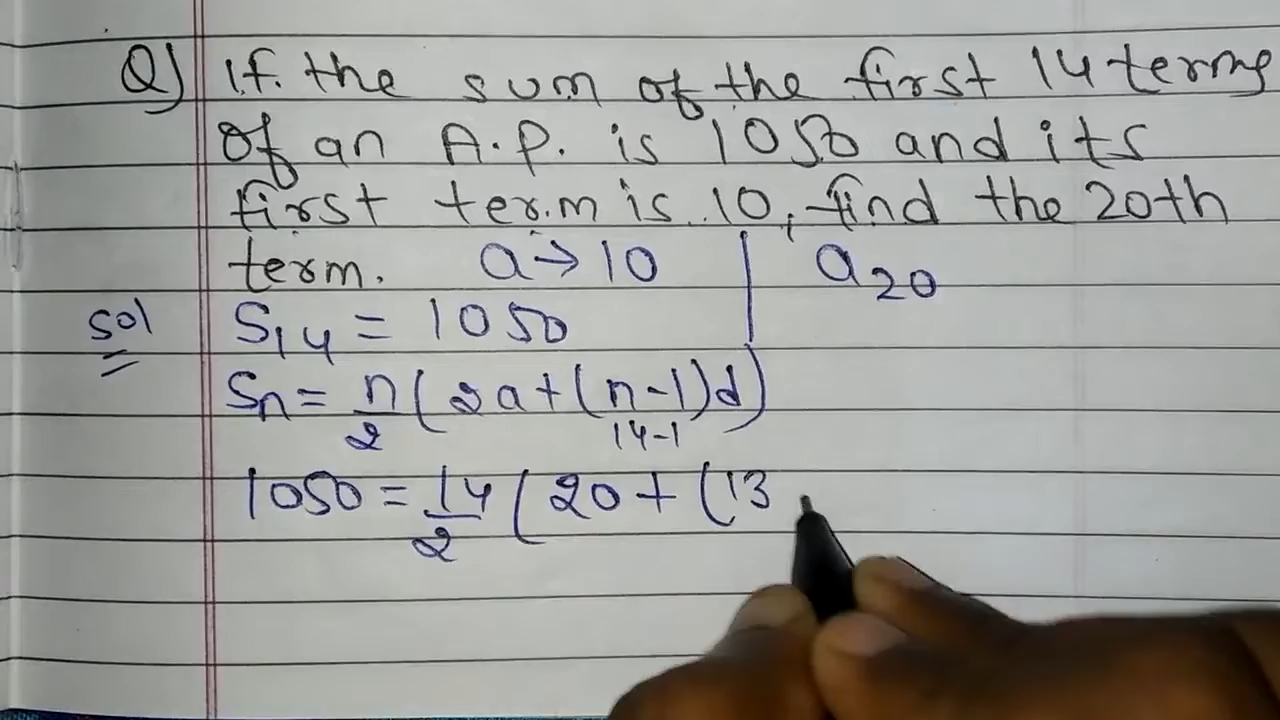 Q) If the sum of the first 14 terms
of an A.P. is 1050 and its
first term is 10, find the 20th
term. a → 10 | a₂₀
Sol S₁₄ = 1050
Sn = n/2 (2a + (n-1)d)
14-1
1050 = 14/2 (20 + (13